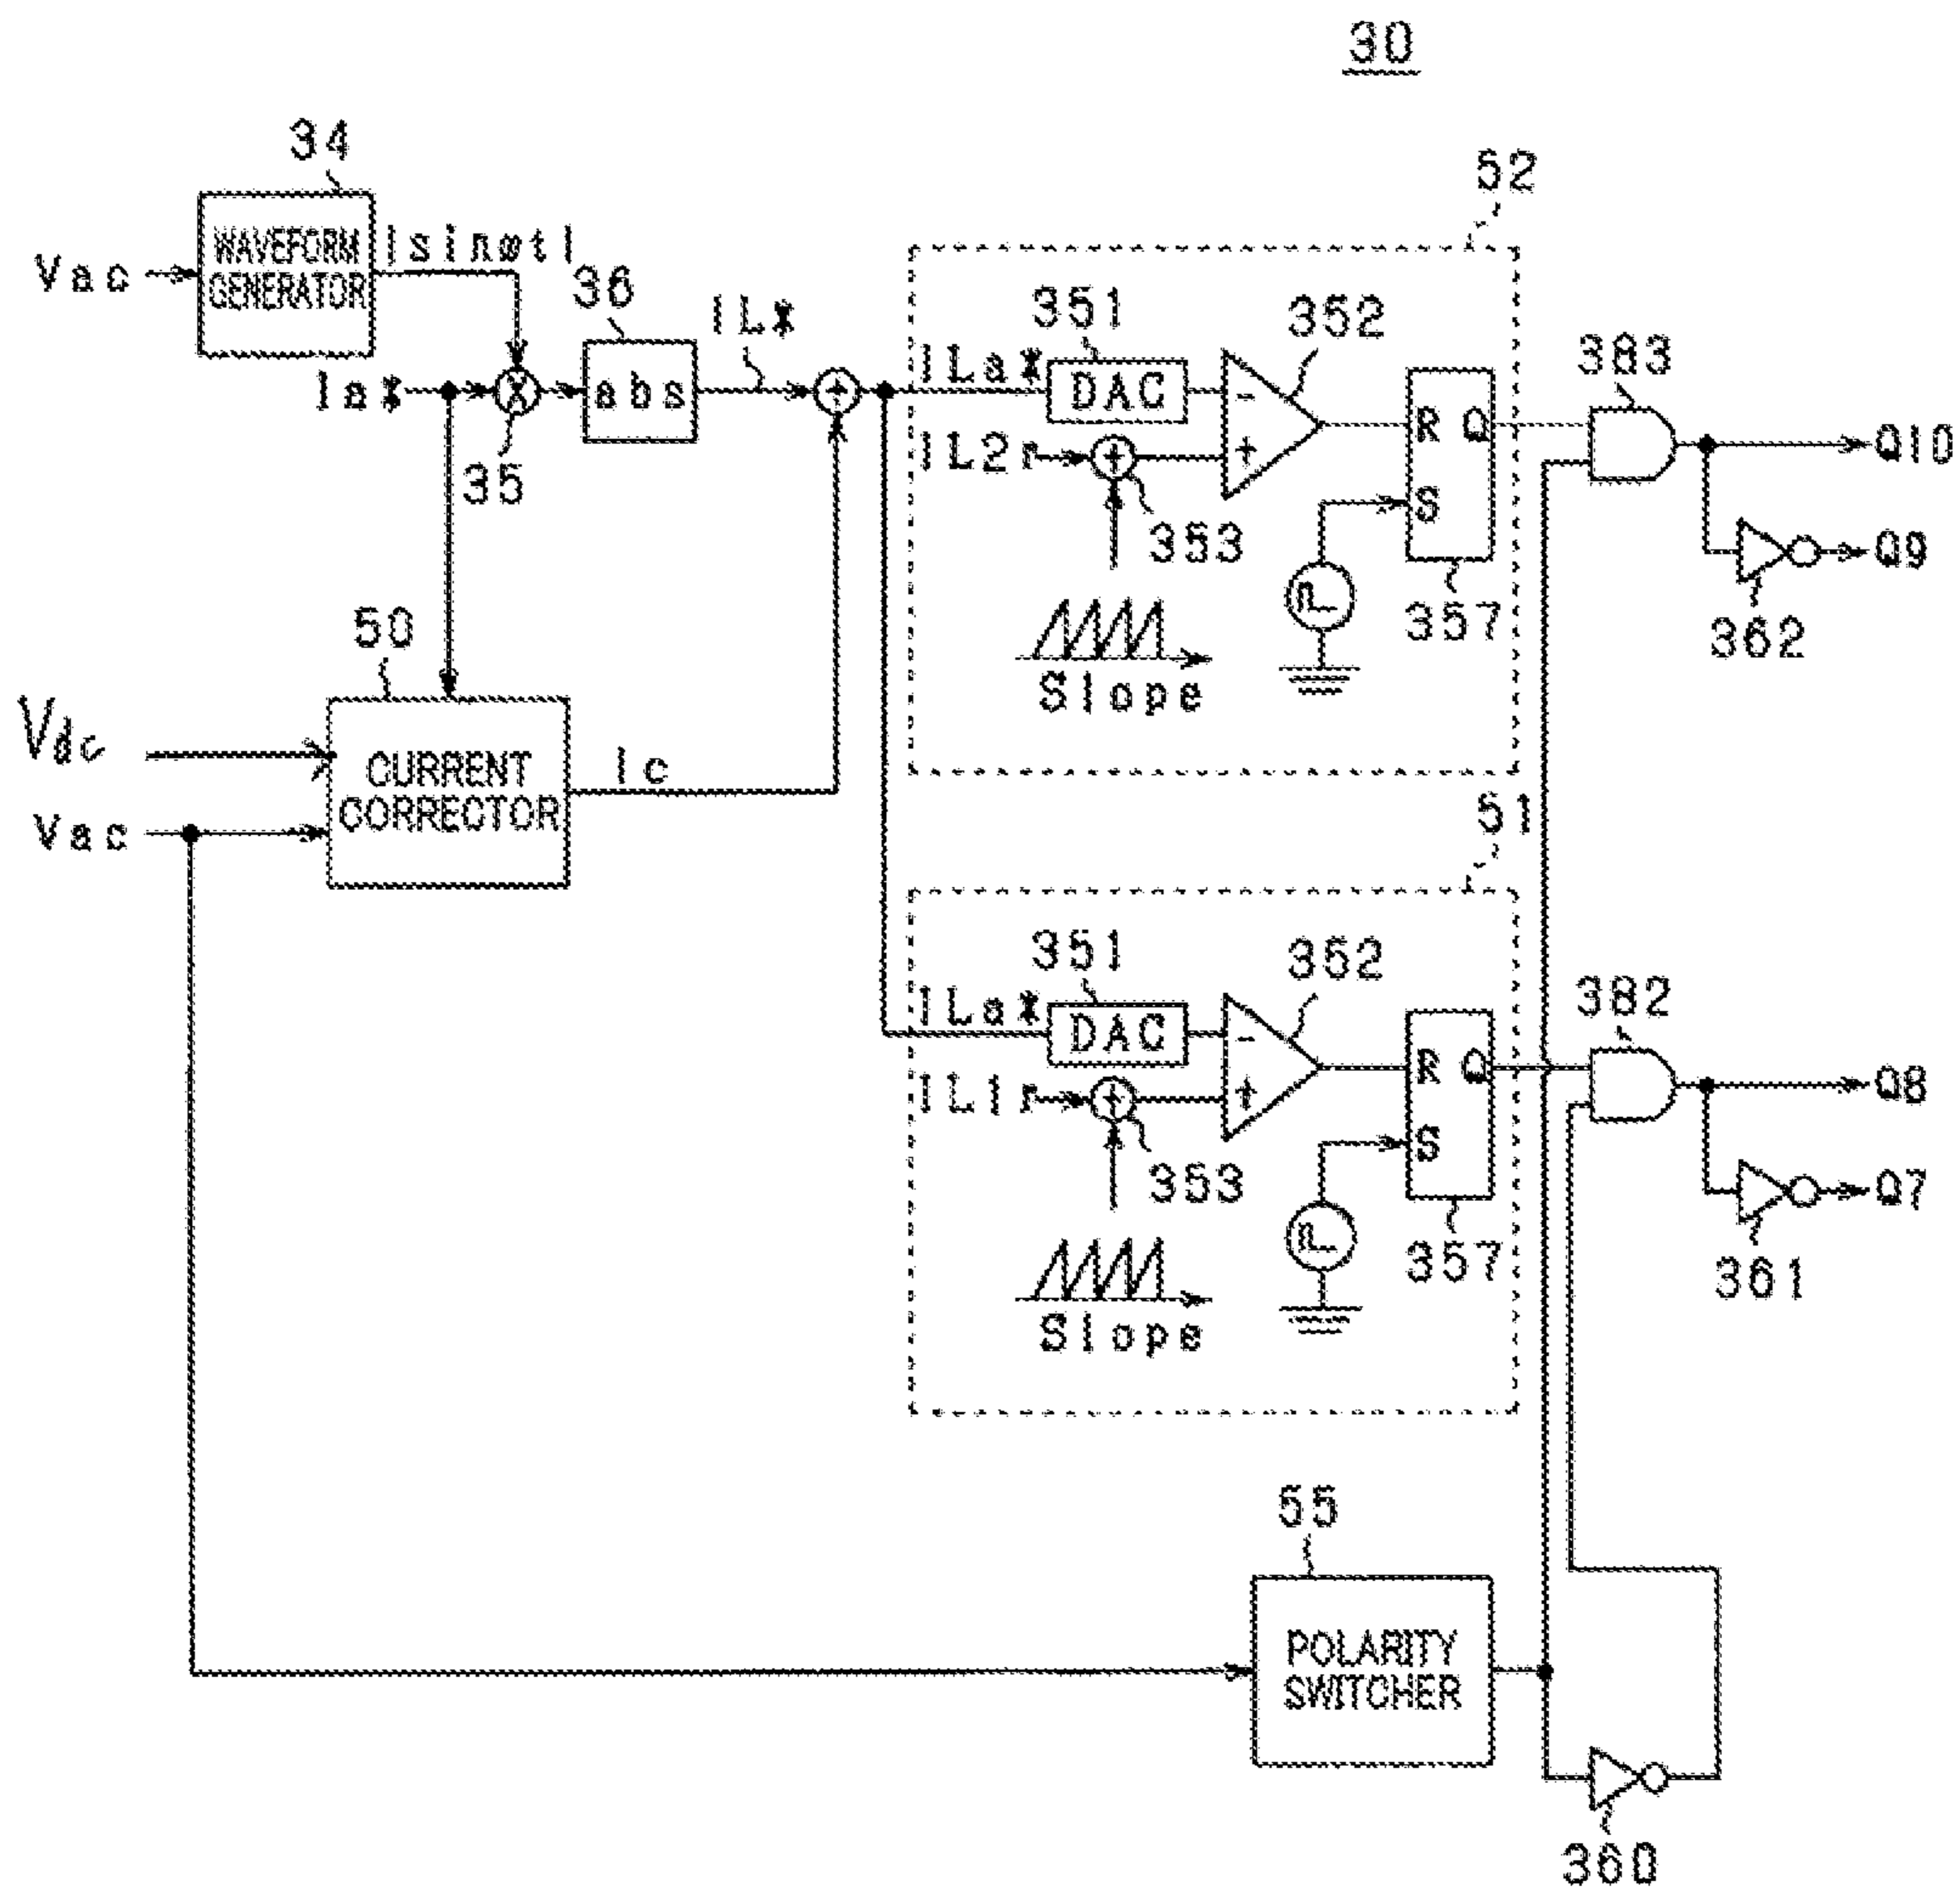 30
34
WAVEFORM
GENERATOR
Vac
|sinωt|
36
abs
IL*
Ia*
35
50
Vdc
Vac
CURRENT
CORRECTOR
Ic
52
351
352
ILa*
DAC
-
IL2r
+
+
353
Slope
R Q
S
357
383
Q10
Q9
362
51
351
352
ILa*
DAC
-
IL1r
+
+
353
Slope
R Q
S
357
382
Q8
Q7
361
55
POLARITY
SWITCHER
360